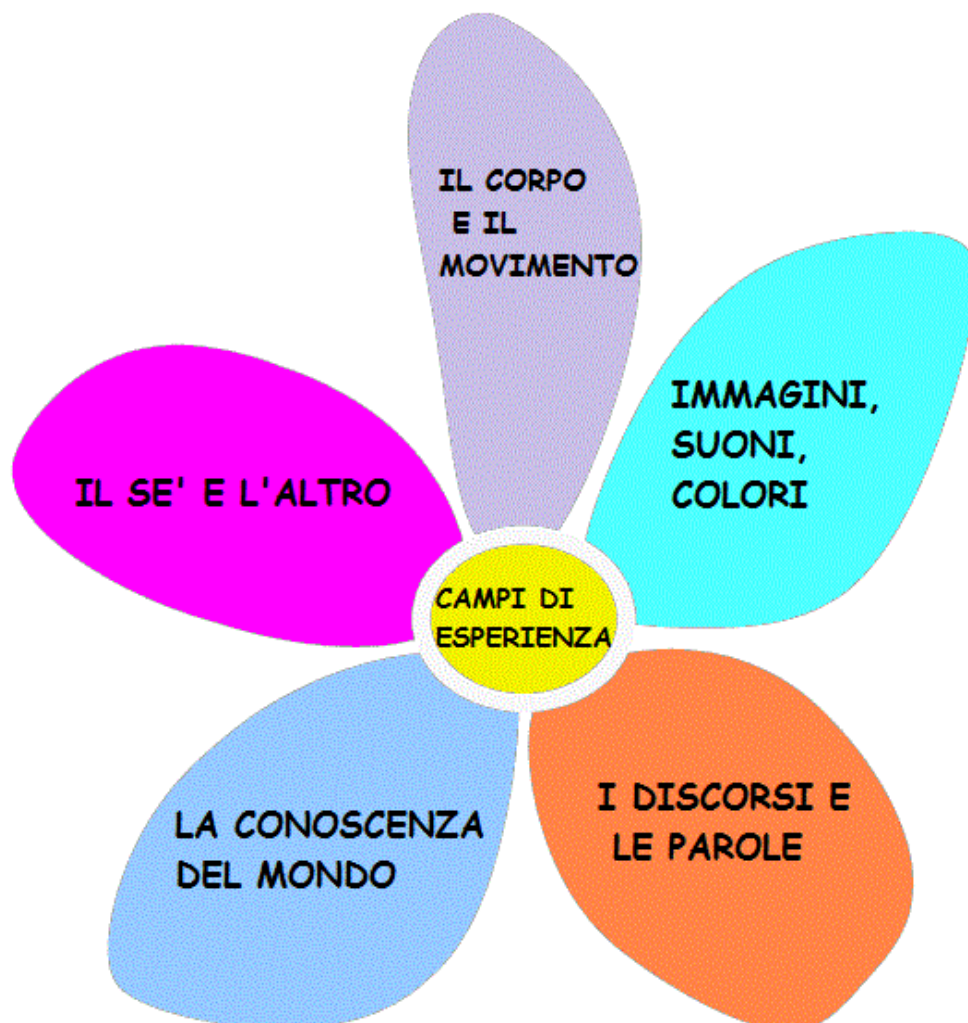 IL CORPO
E IL
MOVIMENTO
IMMAGINI,
SUONI,
COLORI
IL SE' E L'ALTRO
CAMPI DI
ESPERIENZA
I DISCORSI E
LE PAROLE
LA CONOSCENZA
DEL MONDO